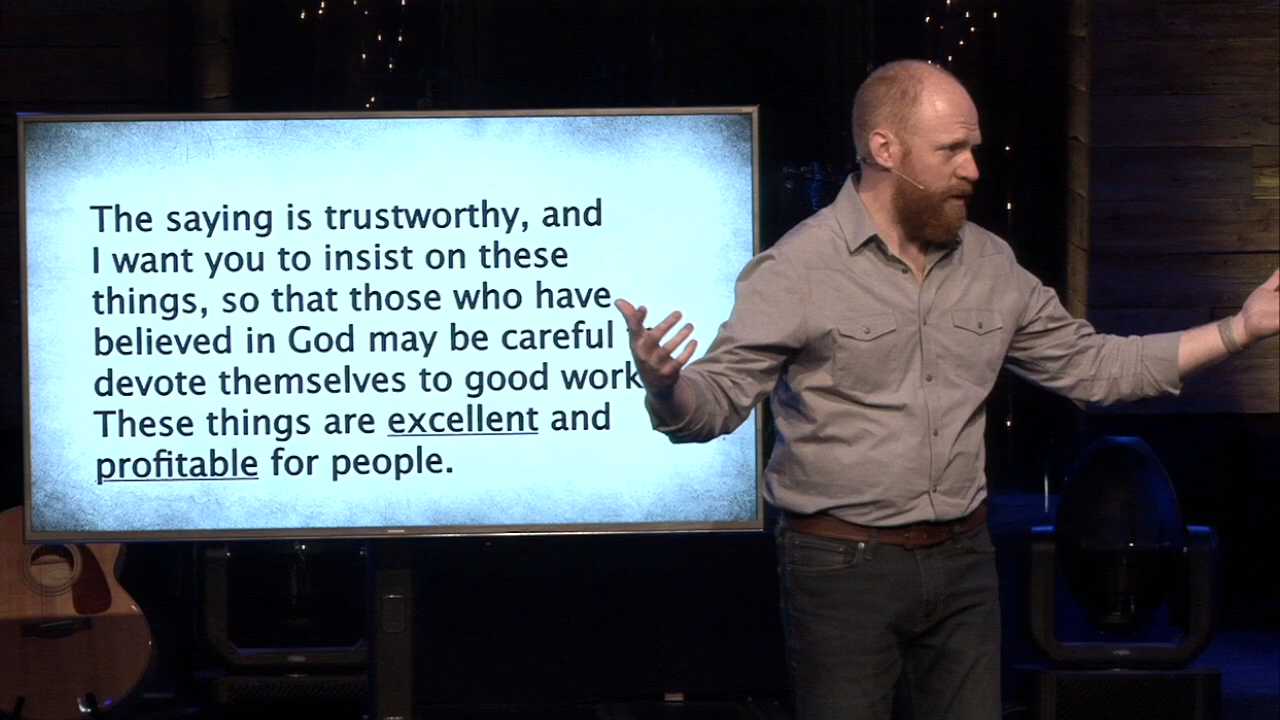 The saying is trustworthy, and
I want you to insist on these
things, so that those who have
believed in God may be careful
devote themselves to good work
These things are excellent and
profitable for people.